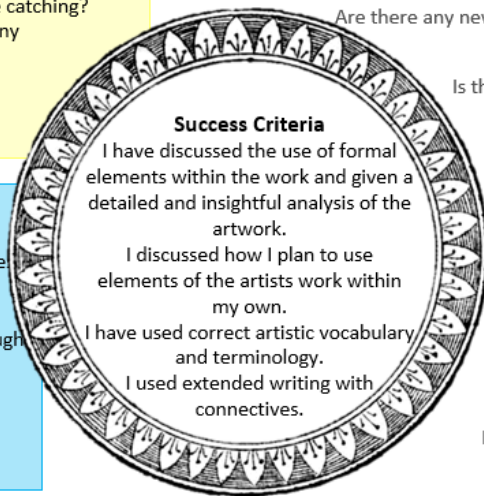 catching?
ny
Are there any new
Is th
Success Criteria
I have discussed the use of formal
elements within the work and given a
detailed and insightful analysis of the
artwork.
I discussed how I plan to use
elements of the artists work within
my own.
I have used correct artistic vocabulary
and terminology.
I used extended writing with
connectives.
ugh